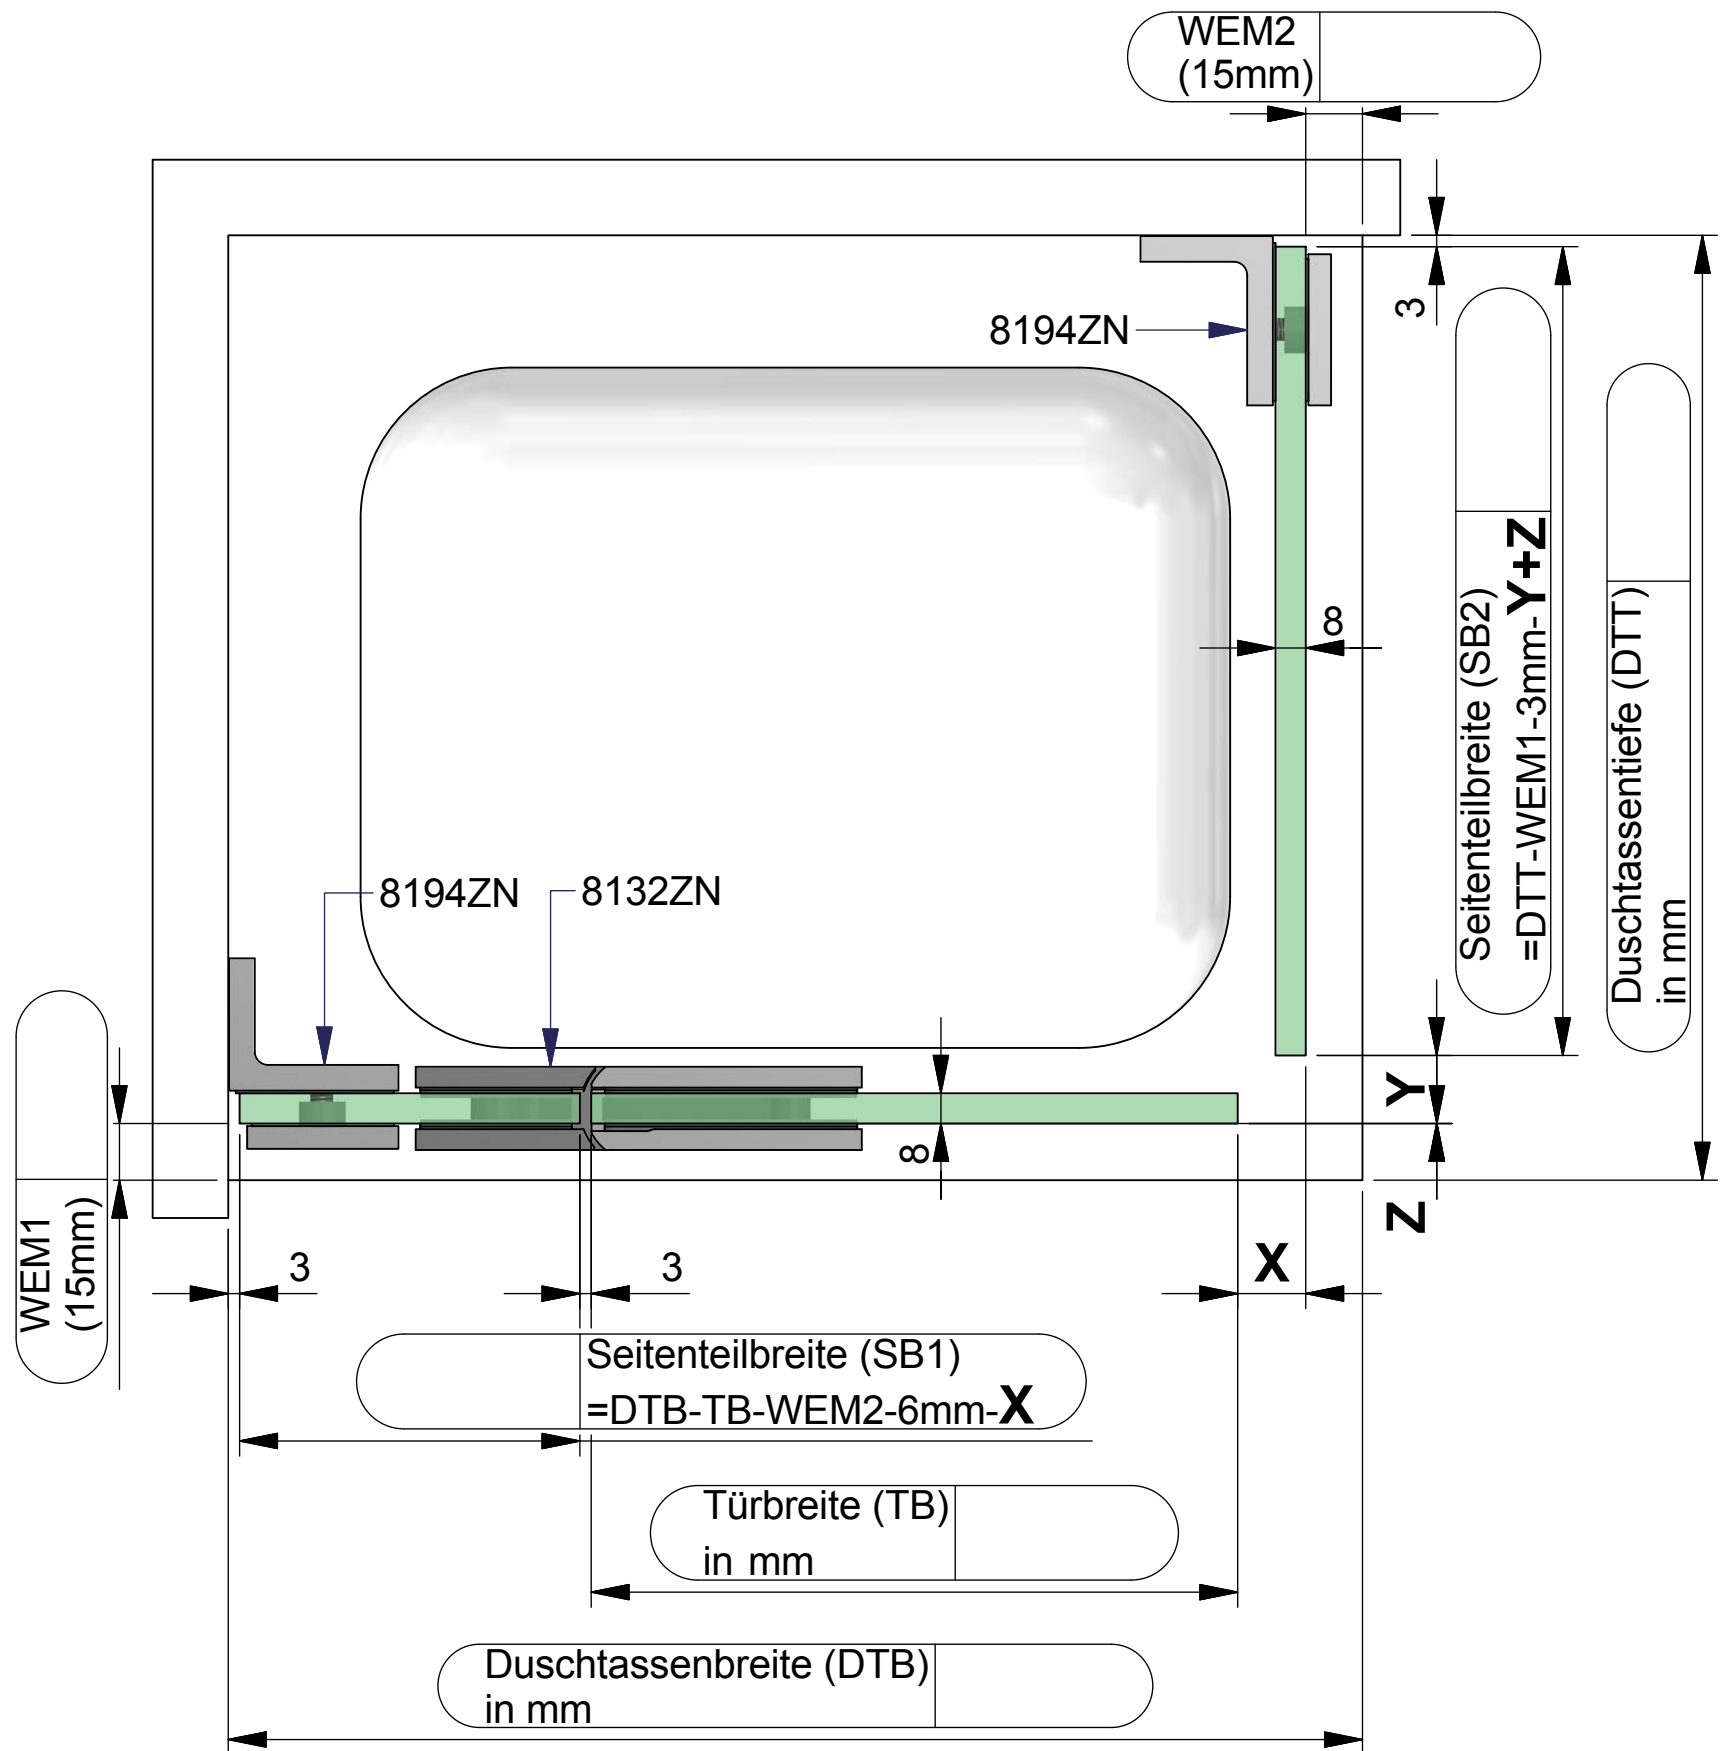 WEM2
(15mm)
3
8194ZN
8
Seitenteilbreite (SB2)
=DTT-WEM1-3mm-Y+Z
Duschtassentiefe (DTT)
in mm
8194ZN
8132ZN
Y
8
Z
WEM1
(15mm)
3
3
X
Seitenteilbreite (SB1)
=DTB-TB-WEM2-6mm-X
Türbreite (TB)
in mm
Duschtassenbreite (DTB)
in mm